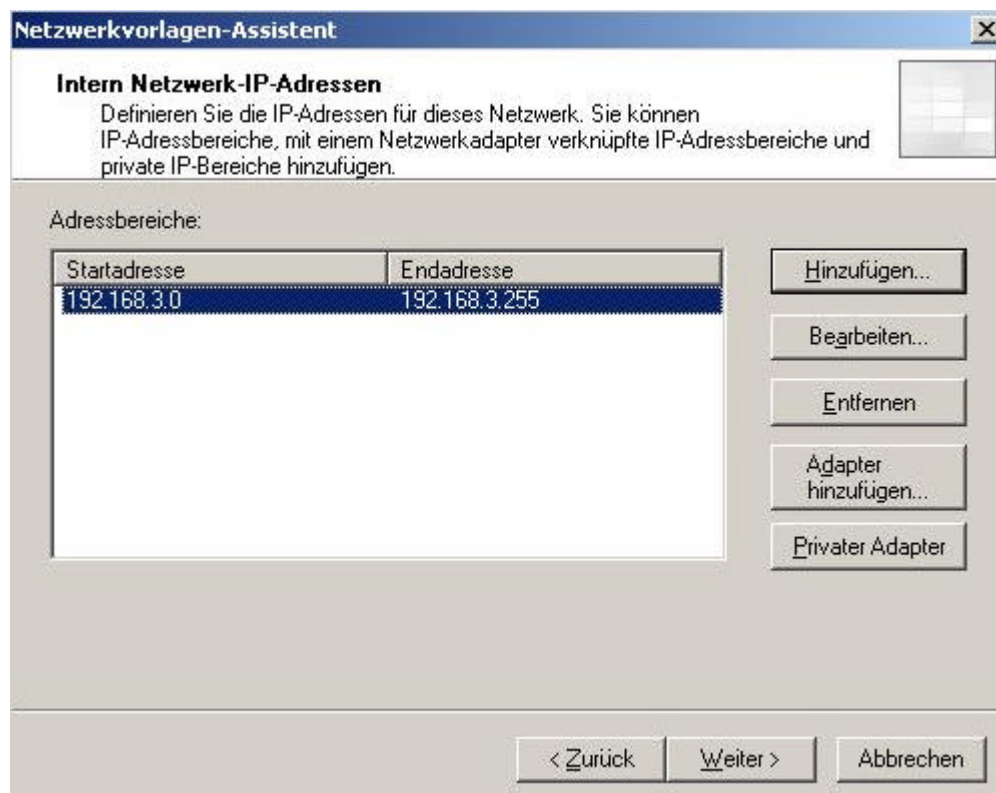 Netzwerkvorlagen-Assistent
Intern Netzwerk-IP-Adressen
Definieren Sie die IP-Adressen für dieses Netzwerk. Sie können
IP-Adressbereiche, mit einem Netzwerkadapter verknüpfte IP-Adressbereiche und
private IP-Bereiche hinzufügen.
Adressbereiche:
Startadresse Endadresse
192.168.3.0 192.168.3.255
Hinzufügen...
Bearbeiten...
Entfernen
Adapter
hinzufügen...
Privater Adapter
< Zurück Weiter > Abbrechen